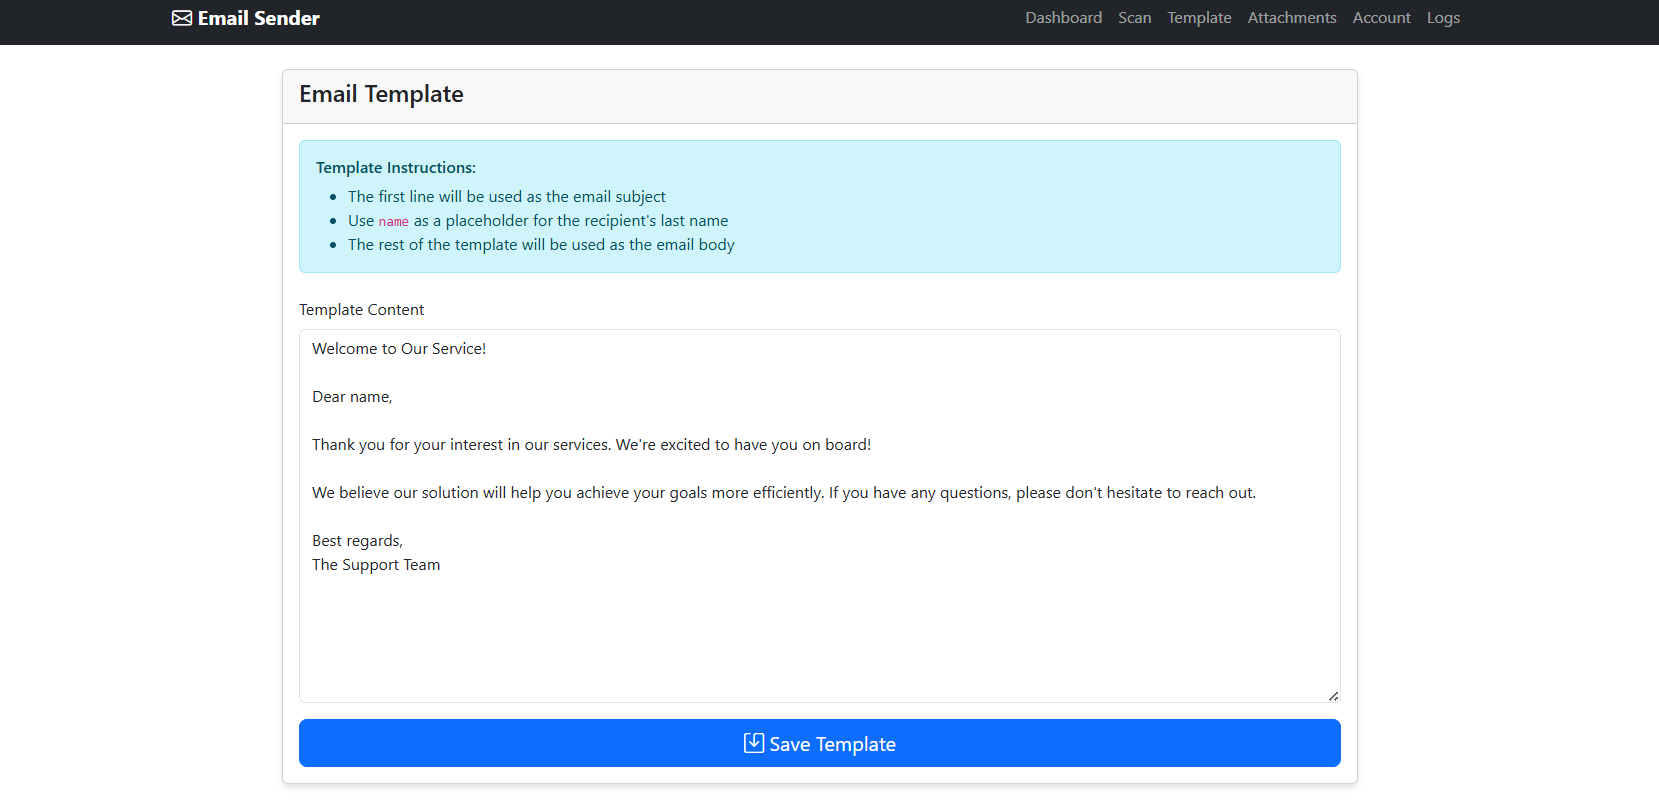 Email Sender
Dashboard Scan Template Attachments Account Logs
Email Template
Template Instructions:
The first line will be used as the email subject
Use name as a placeholder for the recipient's last name
The rest of the template will be used as the email body
Template Content
Welcome to Our Service!
Dear name,
Thank you for your interest in our services. We're excited to have you on board!
We believe our solution will help you achieve your goals more efficiently. If you have any questions, please don't hesitate to reach out.
Best regards,
The Support Team
Save Template